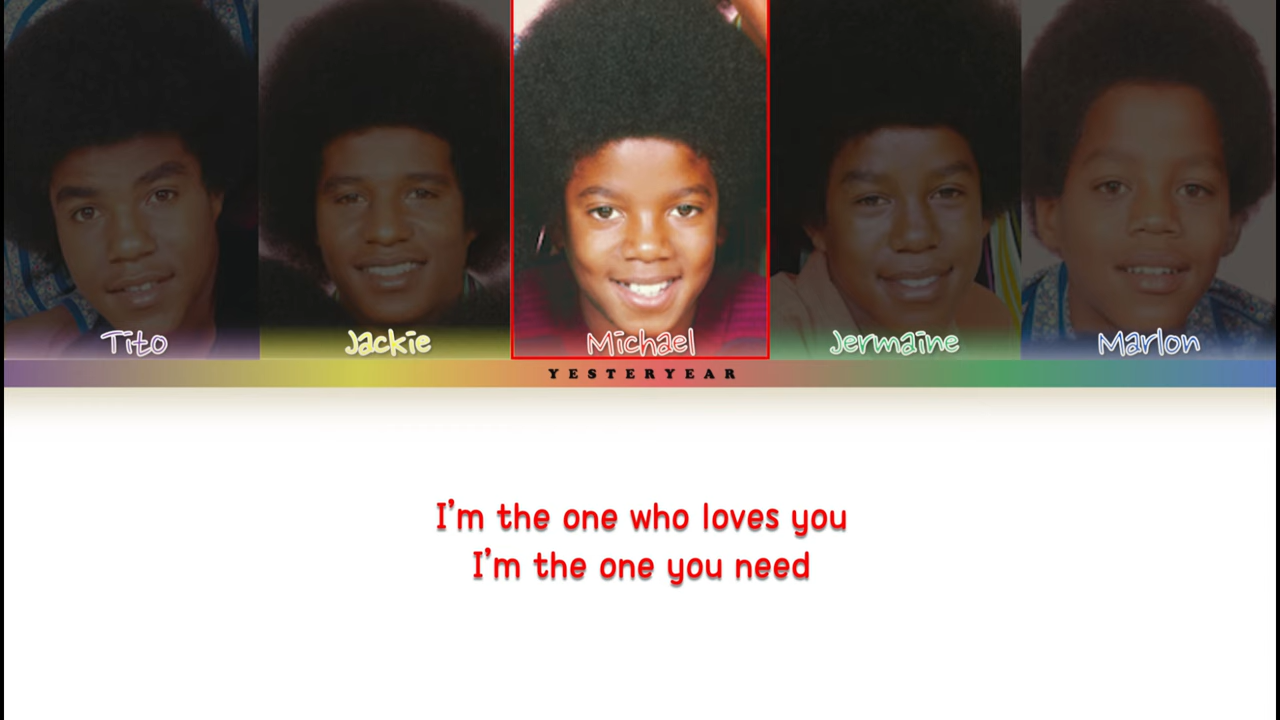 Tito Jackie Michael Jermaine Marlon
YESTERYEAR
I'm the one who loves you
I'm the one you need